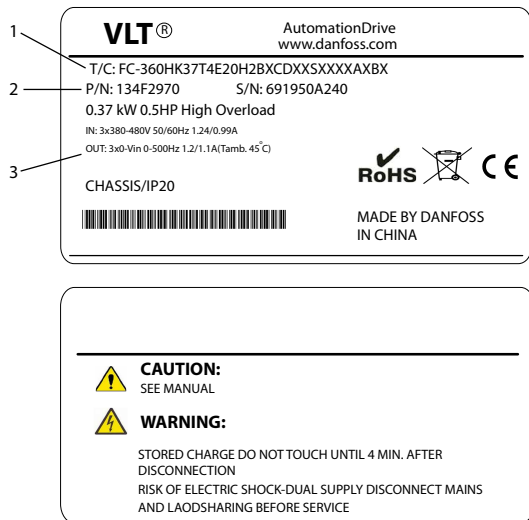 1
2
3
VLT®
AutomationDrive
www.danfoss.com
T/C: FC-360HK37T4E20H2BXCDXXSXXXXAXBX
P/N: 134F2970 S/N: 691950A240
0.37 kW 0.5HP High Overload
IN: 3x380-480V 50/60Hz 1.24/0.99A
OUT: 3x0-Vin 0-500Hz 1.2/1.1A(Tamb. 45°C)
CHASSIS/IP20
RoHS CE
MADE BY DANFOSS
IN CHINA
CAUTION:
SEE MANUAL
WARNING:
STORED CHARGE DO NOT TOUCH UNTIL 4 MIN. AFTER
DISCONNECTION
RISK OF ELECTRIC SHOCK-DUAL SUPPLY DISCONNECT MAINS
AND LAODSHARING BEFORE SERVICE